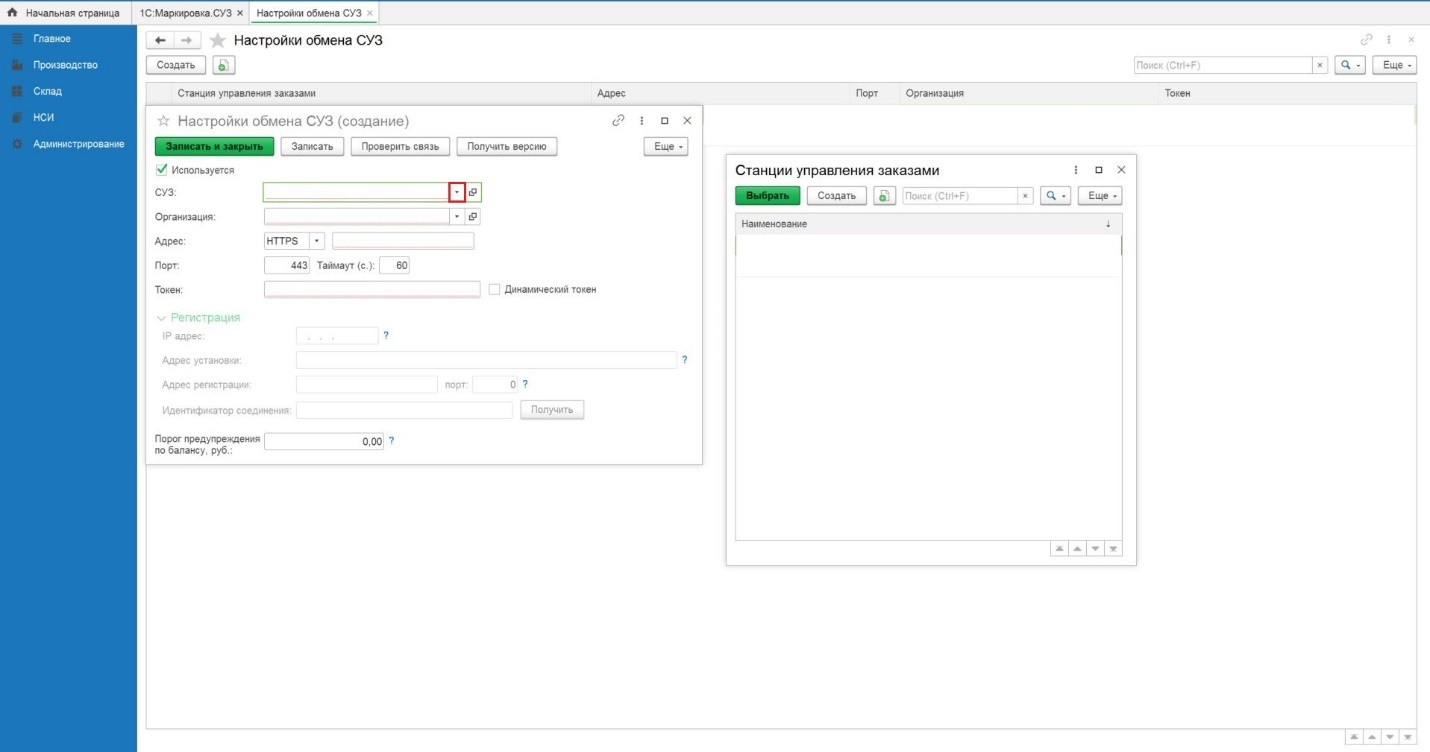 Начальная страница 1С:Маркировка.СУЗ × Настройки обмена СУЗ ×
Главное
Производство
Склад
НСИ
Администрирование
Настройки обмена СУЗ
Создать Поиск (Ctrl+F) × Еще
Станция управления заказами Адрес Порт Организация Токен
Настройки обмена СУЗ (создание)
Записать и закрыть Записать Проверить связь Получить версию Еще
Используется
СУЗ:
Организация:
Адрес: HTTPS
Порт: 443 Таймаут (с.): 60
Токен: Динамический токен
Регистрация
IP адрес: . . . ?
Адрес установки: ?
Адрес регистрации: порт: 0 ?
Идентификатор соединения: Получить
Порог предупреждения
по балансу, руб.: 0,00 ?
Станции управления заказами
Выбрать Создать Поиск (Ctrl+F) × Еще
Наименование ↓